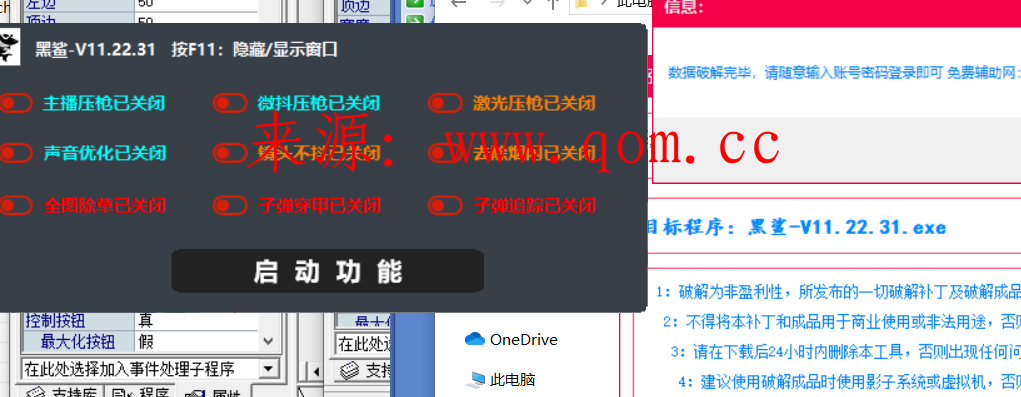 左边
50
顶边
50
顶边
此电脑
信息：
黑鲨-V11.22.31 按F11：隐藏/显示窗口
数据破解完毕，请随意输入账号密码登录即可 免费辅助网：
主播压枪已关闭
微抖压枪已关闭
激光压枪已关闭
来源：www.qom.cc
声音优化已关闭
镜头不抖已关闭
去除烟闪已关闭
全图除草已关闭
子弹穿甲已关闭
子弹追踪已关闭
目标程序：黑鲨-V11.22.31.exe
启 动 功 能
1：破解为非盈利性，所发布的一切破解补丁及破解成品
控制按钮
真
2：不得将本补丁和成品用于商业使用或非法用途，否则
最大化按钮
假
OneDrive
3：请在下载后24小时内删除本工具，否则出现任何问
在此处选择加入事件处理子程序
在此处选
此电脑
4：建议使用破解成品时使用影子系统或虚拟机，否则
支持库
程序
属性
支持